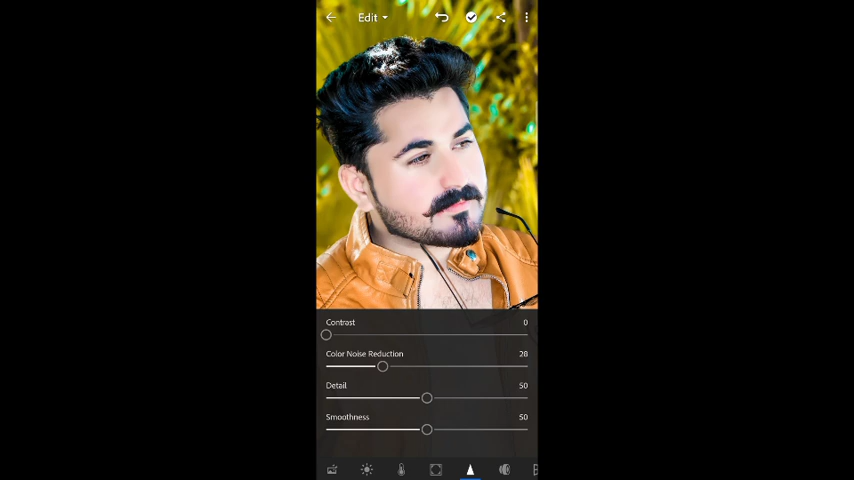 Edit
Contrast 0
Color Noise Reduction 28
Detail 50
Smoothness 50